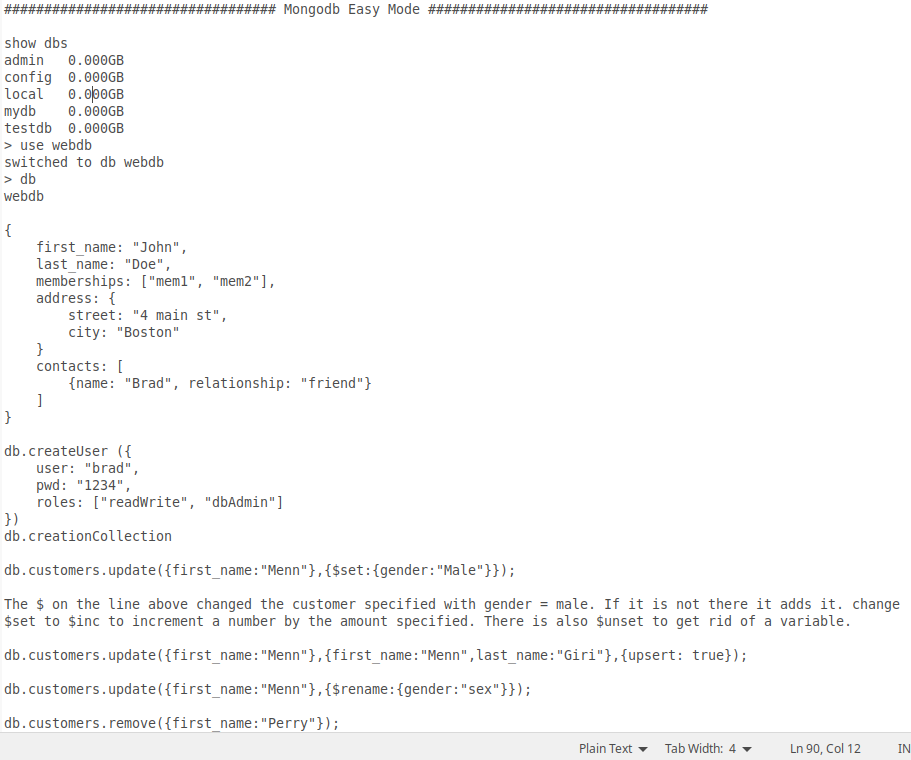 ################################## Mongodb Easy Mode ###################################
show dbs
admin   0.000GB
config  0.000GB
local   0.000GB
mydb    0.000GB
testdb  0.000GB
> use webdb
switched to db webdb
> db
webdb
{
    first_name: "John",
    last_name: "Doe",
    memberships: ["mem1", "mem2"],
    address: {
        street: "4 main st",
        city: "Boston"
    }
    contacts: [
        {name: "Brad", relationship: "friend"}
    ]
}
db.createUser ({
    user: "brad",
    pwd: "1234",
    roles: ["readWrite", "dbAdmin"]
})
db.creationCollection
db.customers.update({first_name:"Menn"},{$set:{gender:"Male"}});
The $ on the line above changed the customer specified with gender = male. If it is not there it adds it. change
$set to $inc to increment a number by the amount specified. There is also $unset to get rid of a variable.
db.customers.update({first_name:"Menn"},{first_name:"Menn",last_name:"Giri"},{upsert: true});
db.customers.update({first_name:"Menn"},{$rename:{gender:"sex"}});
db.customers.remove({first_name:"Perry"});
Plain Text Tab Width: 4 Ln 90, Col 12 IN